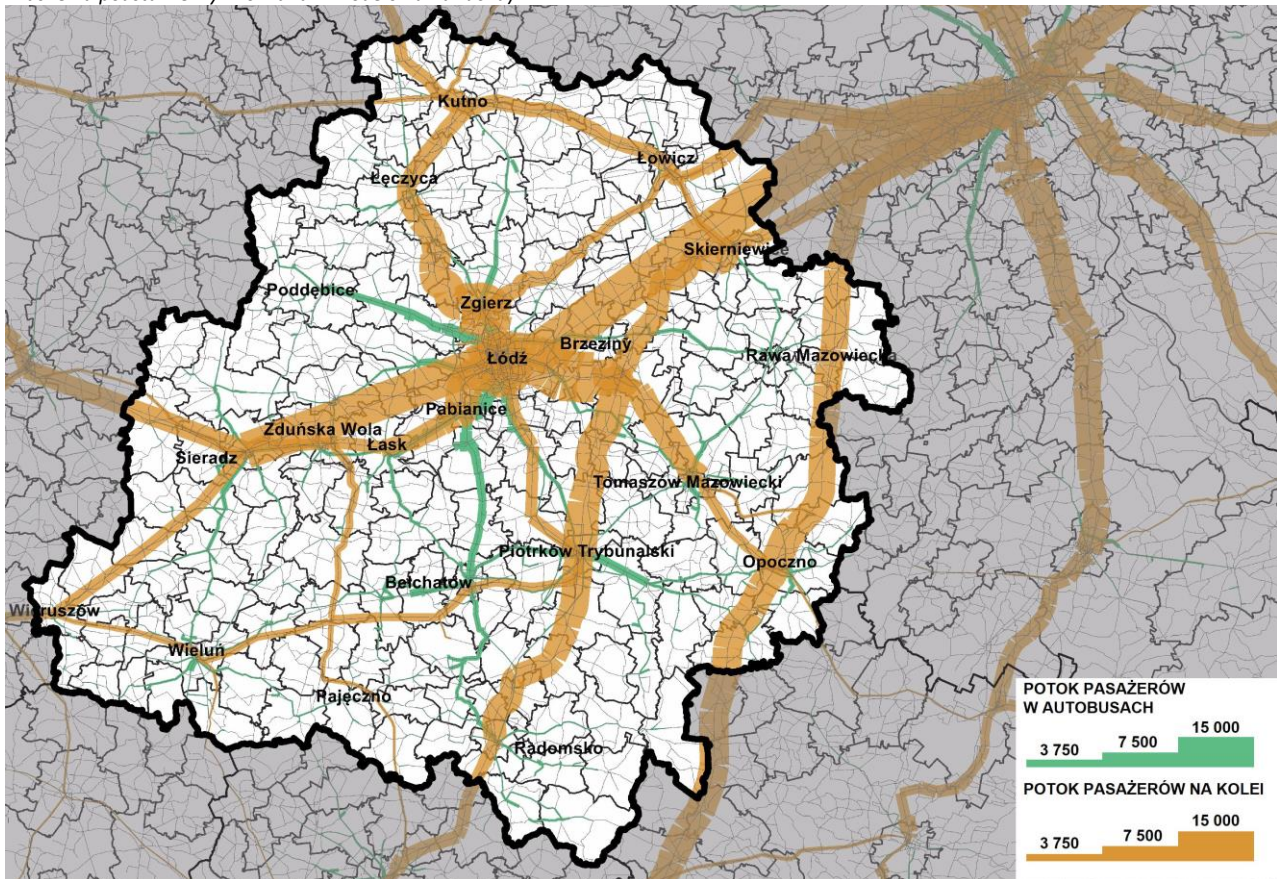 Kutno
Łowicz
Łęczyca
Skierniewice
Poddębice
Zgierz
Łódź
Brzeziny
Rawa Mazowiecka
Pabianice
Zduńska Wola
Łask
Sieradz
Tomaszów Mazowiecki
Piotrków Trybunalski
Opoczno
Bełchatów
Wieruszów
Wieluń
Pajęczno
Radomsko
POTOK PASAŻERÓW
W AUTOBUSACH
3 750 7 500 15 000
POTOK PASAŻERÓW NA KOLEI
3 750 7 500 15 000